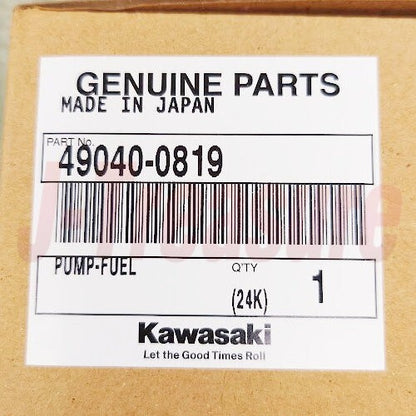 GENUINE PARTS
MADE IN JAPAN
PART No.
49040-0819
PUMP-FUEL
Q'TY
(24K) 1
Kawasaki
Let the Good Times Roll
J-Treasure